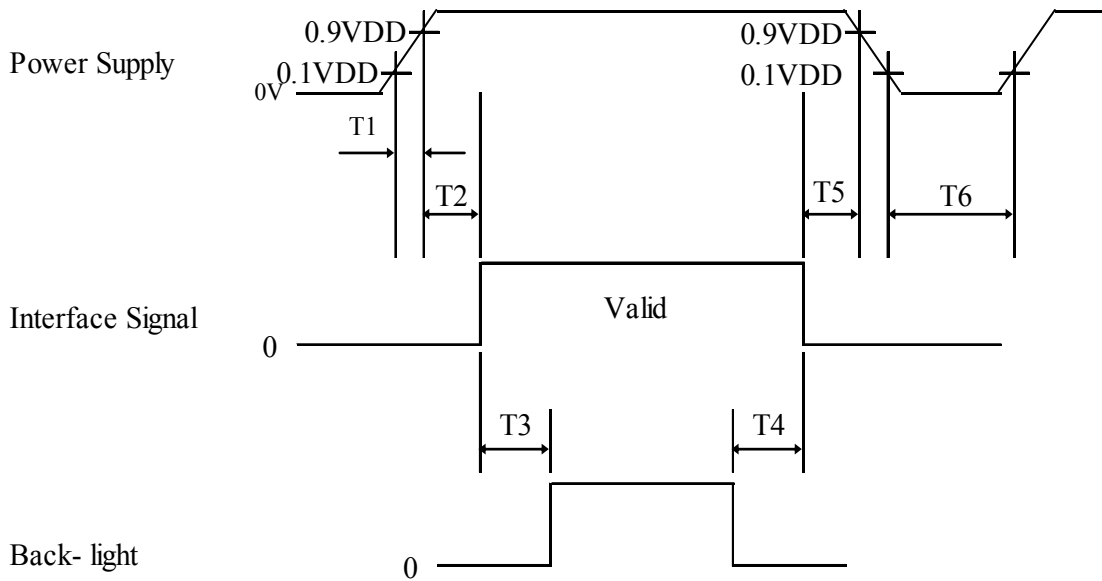 0.9VDD 0.9VDD
Power Supply 0.1VDD 0.1VDD
0V
T1
T2 T5 T6
Interface Signal Valid
0
T3 T4
Back- light 0